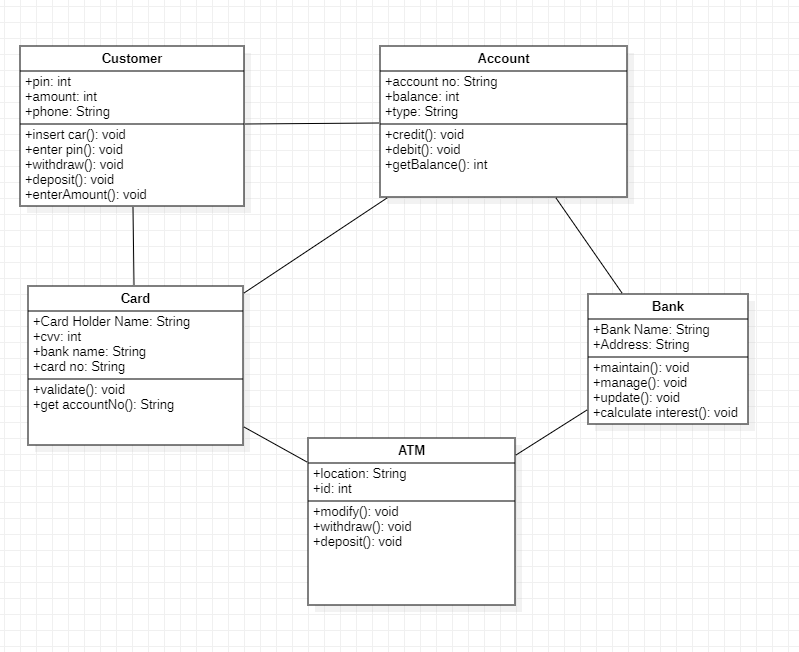 Customer
+pin: int
+amount: int
+phone: String
+insert car(): void
+enter pin(): void
+withdraw(): void
+deposit(): void
+enterAmount(): void
Account
+account no: String
+balance: int
+type: String
+credit(): void
+debit(): void
+getBalance(): int
Card
+Card Holder Name: String
+cvv: int
+bank name: String
+card no: String
+validate(): void
+get accountNo(): String
Bank
+Bank Name: String
+Address: String
+maintain(): void
+manage(): void
+update(): void
+calculate interest(): void
ATM
+location: String
+id: int
+modify(): void
+withdraw(): void
+deposit(): void